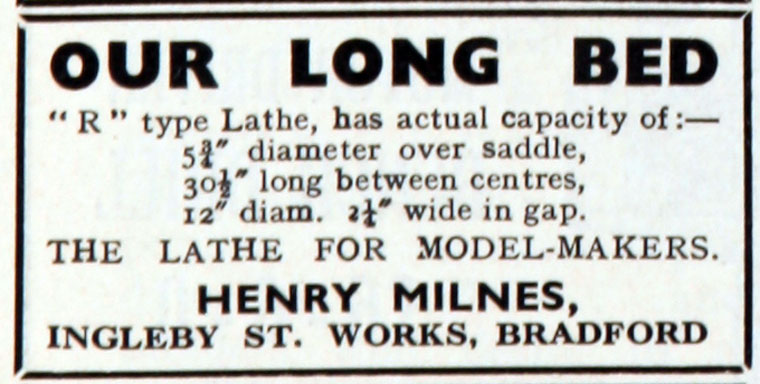 OUR LONG BED
“ R ” type Lathe, has actual capacity of :—
5¾″ diameter over saddle,
30½″ long between centres,
12″ diam. 2¼″ wide in gap.
THE LATHE FOR MODEL-MAKERS.
HENRY MILNES,
INGLEBY ST. WORKS, BRADFORD